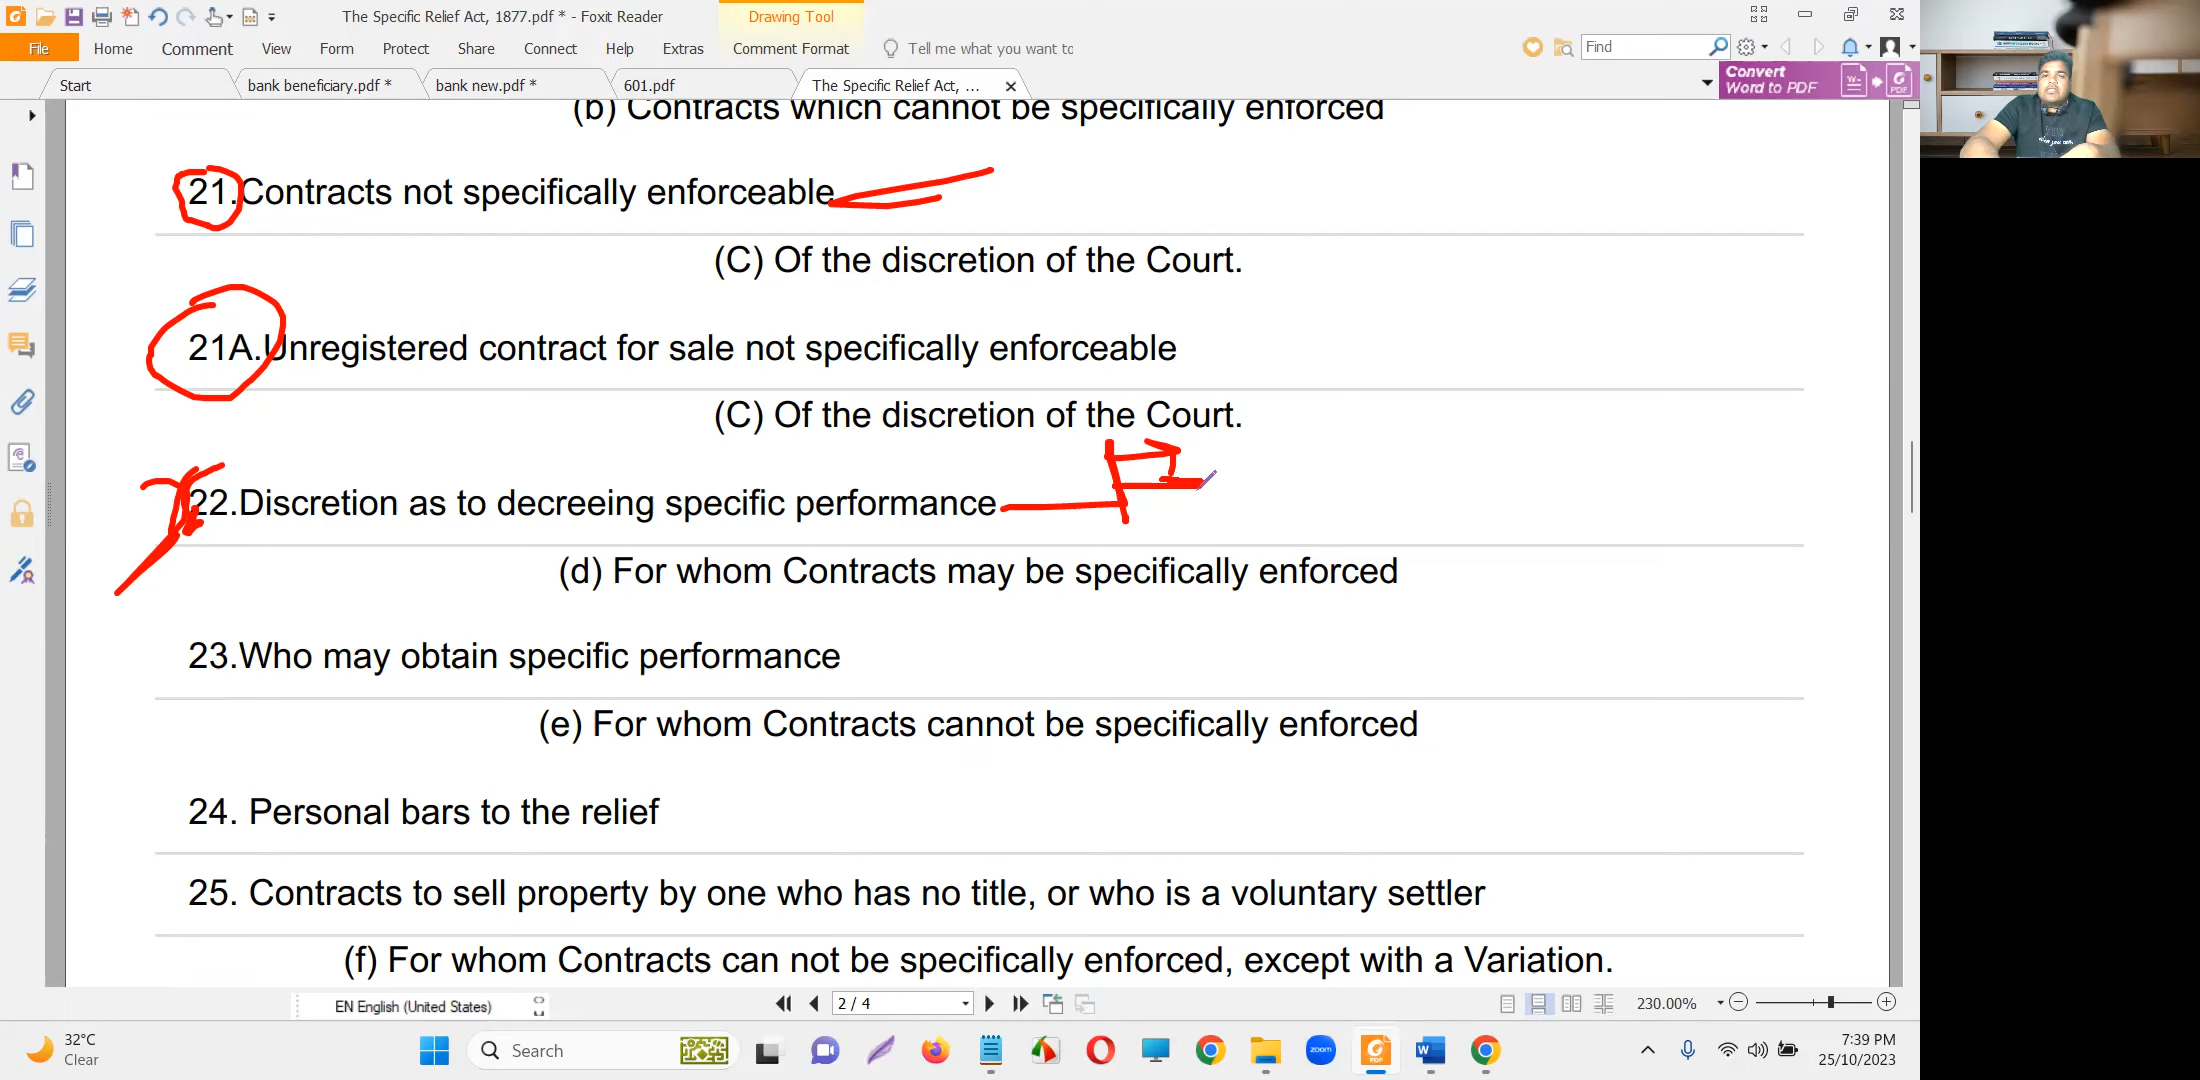 The Specific Relief Act, 1877.pdf * - Foxit Reader
Drawing Tool
File Home Comment View Form Protect Share Connect Help Extras Comment Format Tell me what you want to
Find
Start bank beneficiary.pdf * bank new.pdf * 601.pdf The Specific Relief Act, ...
Convert
Word to PDF
(b) Contracts which cannot be specifically enforced
21.Contracts not specifically enforceable
(C) Of the discretion of the Court.
21A.Unregistered contract for sale not specifically enforceable
(C) Of the discretion of the Court.
22.Discretion as to decreeing specific performance
(d) For whom Contracts may be specifically enforced
23.Who may obtain specific performance
(e) For whom Contracts cannot be specifically enforced
24. Personal bars to the relief
25. Contracts to sell property by one who has no title, or who is a voluntary settler
(f) For whom Contracts can not be specifically enforced, except with a Variation.
EN English (United States)
2 / 4
230.00%
32°C
Clear
Search
zoom
7:39 PM
25/10/2023